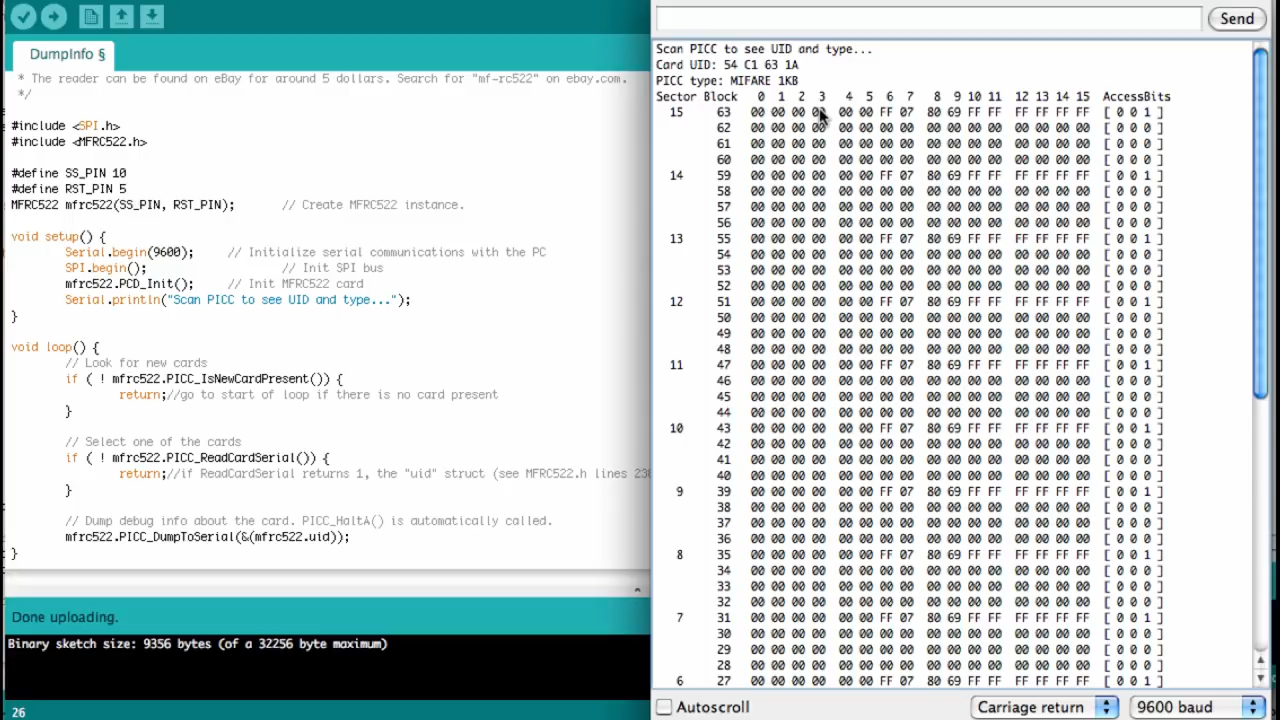 DumpInfo §
* The reader can be found on eBay for around 5 dollars. Search for "mf-rc522" on ebay.com.
*/
#include <SPI.h>
#include <MFRC522.h>
#define SS_PIN 10
#define RST_PIN 5
MFRC522 mfrc522(SS_PIN, RST_PIN); // Create MFRC522 instance.
void setup() {
Serial.begin(9600); // Initialize serial communications with the PC
SPI.begin(); // Init SPI bus
mfrc522.PCD_Init(); // Init MFRC522 card
Serial.println("Scan PICC to see UID and type...");
}
void loop() {
// Look for new cards
if ( ! mfrc522.PICC_IsNewCardPresent()) {
return;//go to start of loop if there is no card present
}
// Select one of the cards
if ( ! mfrc522.PICC_ReadCardSerial()) {
return;//if ReadCardSerial returns 1, the "uid" struct (see MFRC522.h lines 238
}
// Dump debug info about the card. PICC_HaltA() is automatically called.
mfrc522.PICC_DumpToSerial(&(mfrc522.uid));
}
Done uploading.
Binary sketch size: 9356 bytes (of a 32256 byte maximum)
26
Send
Scan PICC to see UID and type...
Card UID: 54 C1 63 1A
PICC type: MIFARE 1KB
Sector Block 0 1 2 3 4 5 6 7 8 9 10 11 12 13 14 15 AccessBits
15 63 00 00 00 00 00 00 FF 07 80 69 FF FF FF FF FF FF [ 0 0 1 ]
62 00 00 00 00 00 00 00 00 00 00 00 00 00 00 00 00 [ 0 0 0 ]
61 00 00 00 00 00 00 00 00 00 00 00 00 00 00 00 00 [ 0 0 0 ]
60 00 00 00 00 00 00 00 00 00 00 00 00 00 00 00 00 [ 0 0 0 ]
14 59 00 00 00 00 00 00 FF 07 80 69 FF FF FF FF FF FF [ 0 0 1 ]
58 00 00 00 00 00 00 00 00 00 00 00 00 00 00 00 00 [ 0 0 0 ]
57 00 00 00 00 00 00 00 00 00 00 00 00 00 00 00 00 [ 0 0 0 ]
56 00 00 00 00 00 00 00 00 00 00 00 00 00 00 00 00 [ 0 0 0 ]
13 55 00 00 00 00 00 00 FF 07 80 69 FF FF FF FF FF FF [ 0 0 1 ]
54 00 00 00 00 00 00 00 00 00 00 00 00 00 00 00 00 [ 0 0 0 ]
53 00 00 00 00 00 00 00 00 00 00 00 00 00 00 00 00 [ 0 0 0 ]
52 00 00 00 00 00 00 00 00 00 00 00 00 00 00 00 00 [ 0 0 0 ]
12 51 00 00 00 00 00 00 FF 07 80 69 FF FF FF FF FF FF [ 0 0 1 ]
50 00 00 00 00 00 00 00 00 00 00 00 00 00 00 00 00 [ 0 0 0 ]
49 00 00 00 00 00 00 00 00 00 00 00 00 00 00 00 00 [ 0 0 0 ]
48 00 00 00 00 00 00 00 00 00 00 00 00 00 00 00 00 [ 0 0 0 ]
11 47 00 00 00 00 00 00 FF 07 80 69 FF FF FF FF FF FF [ 0 0 1 ]
46 00 00 00 00 00 00 00 00 00 00 00 00 00 00 00 00 [ 0 0 0 ]
45 00 00 00 00 00 00 00 00 00 00 00 00 00 00 00 00 [ 0 0 0 ]
44 00 00 00 00 00 00 00 00 00 00 00 00 00 00 00 00 [ 0 0 0 ]
10 43 00 00 00 00 00 00 FF 07 80 69 FF FF FF FF FF FF [ 0 0 1 ]
42 00 00 00 00 00 00 00 00 00 00 00 00 00 00 00 00 [ 0 0 0 ]
41 00 00 00 00 00 00 00 00 00 00 00 00 00 00 00 00 [ 0 0 0 ]
40 00 00 00 00 00 00 00 00 00 00 00 00 00 00 00 00 [ 0 0 0 ]
9 39 00 00 00 00 00 00 FF 07 80 69 FF FF FF FF FF FF [ 0 0 1 ]
38 00 00 00 00 00 00 00 00 00 00 00 00 00 00 00 00 [ 0 0 0 ]
37 00 00 00 00 00 00 00 00 00 00 00 00 00 00 00 00 [ 0 0 0 ]
36 00 00 00 00 00 00 00 00 00 00 00 00 00 00 00 00 [ 0 0 0 ]
8 35 00 00 00 00 00 00 FF 07 80 69 FF FF FF FF FF FF [ 0 0 1 ]
34 00 00 00 00 00 00 00 00 00 00 00 00 00 00 00 00 [ 0 0 0 ]
33 00 00 00 00 00 00 00 00 00 00 00 00 00 00 00 00 [ 0 0 0 ]
32 00 00 00 00 00 00 00 00 00 00 00 00 00 00 00 00 [ 0 0 0 ]
7 31 00 00 00 00 00 00 FF 07 80 69 FF FF FF FF FF FF [ 0 0 1 ]
30 00 00 00 00 00 00 00 00 00 00 00 00 00 00 00 00 [ 0 0 0 ]
29 00 00 00 00 00 00 00 00 00 00 00 00 00 00 00 00 [ 0 0 0 ]
28 00 00 00 00 00 00 00 00 00 00 00 00 00 00 00 00 [ 0 0 0 ]
6 27 00 00 00 00 00 00 FF 07 80 69 FF FF FF FF FF FF [ 0 0 1 ]
Autoscroll
Carriage return
9600 baud